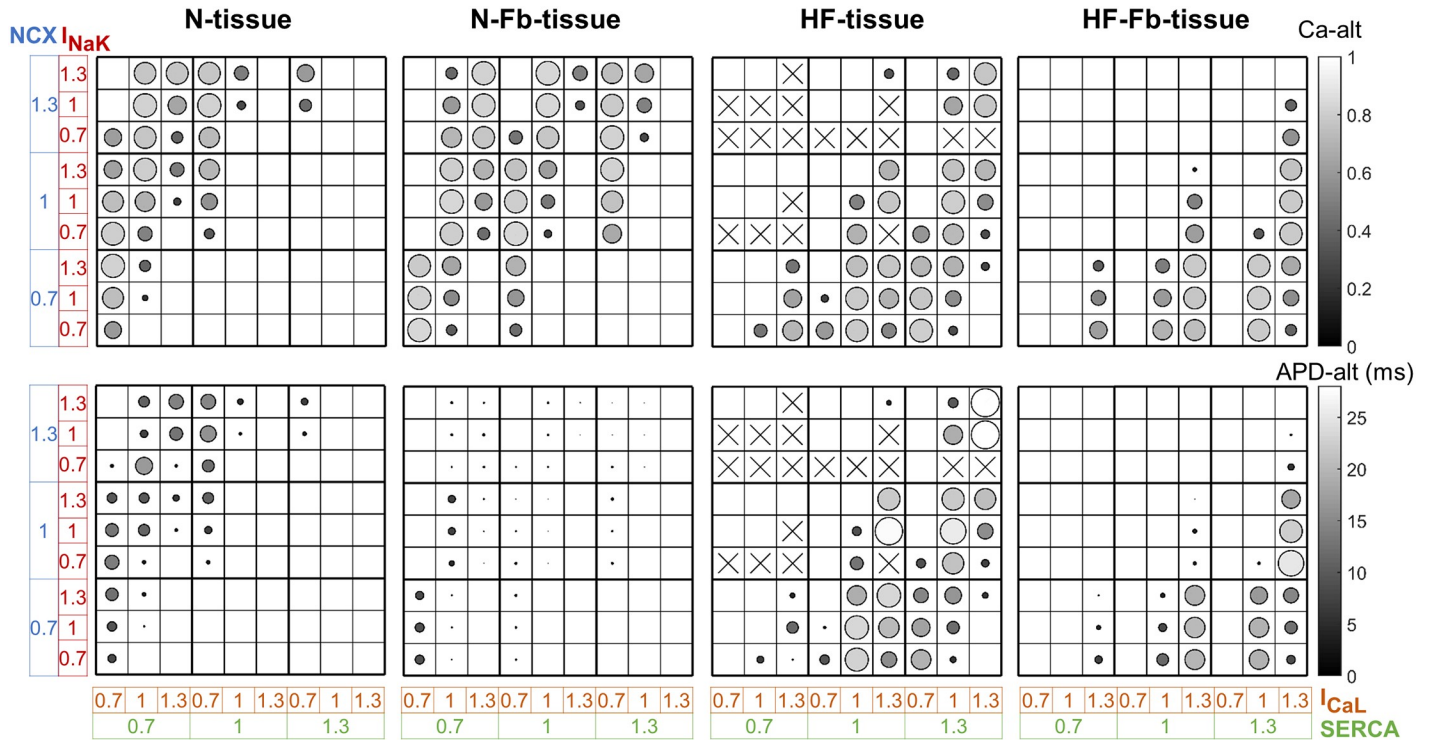 N-tissue N-Fb-tissue HF-tissue HF-Fb-tissue
NCX I_NaK Ca-alt
1.3 1
1.3 1 0.8
0.7
1.3 0.6
1 1
0.7 0.4
1.3
0.7 1 0.2
0.7 0
APD-alt (ms)
1.3 25
1.3 1
0.7 20
1.3
1 1 15
0.7 10
1.3
0.7 1 5
0.7 0
0.7 1 1.3 0.7 1 1.3 0.7 1 1.3 0.7 1 1.3 0.7 1 1.3 0.7 1 1.3 0.7 1 1.3 0.7 1 1.3 0.7 1 1.3 0.7 1 1.3 0.7 1 1.3 0.7 1 1.3 I_CaL
0.7 1 1.3 0.7 1 1.3 0.7 1 1.3 0.7 1 1.3 SERCA